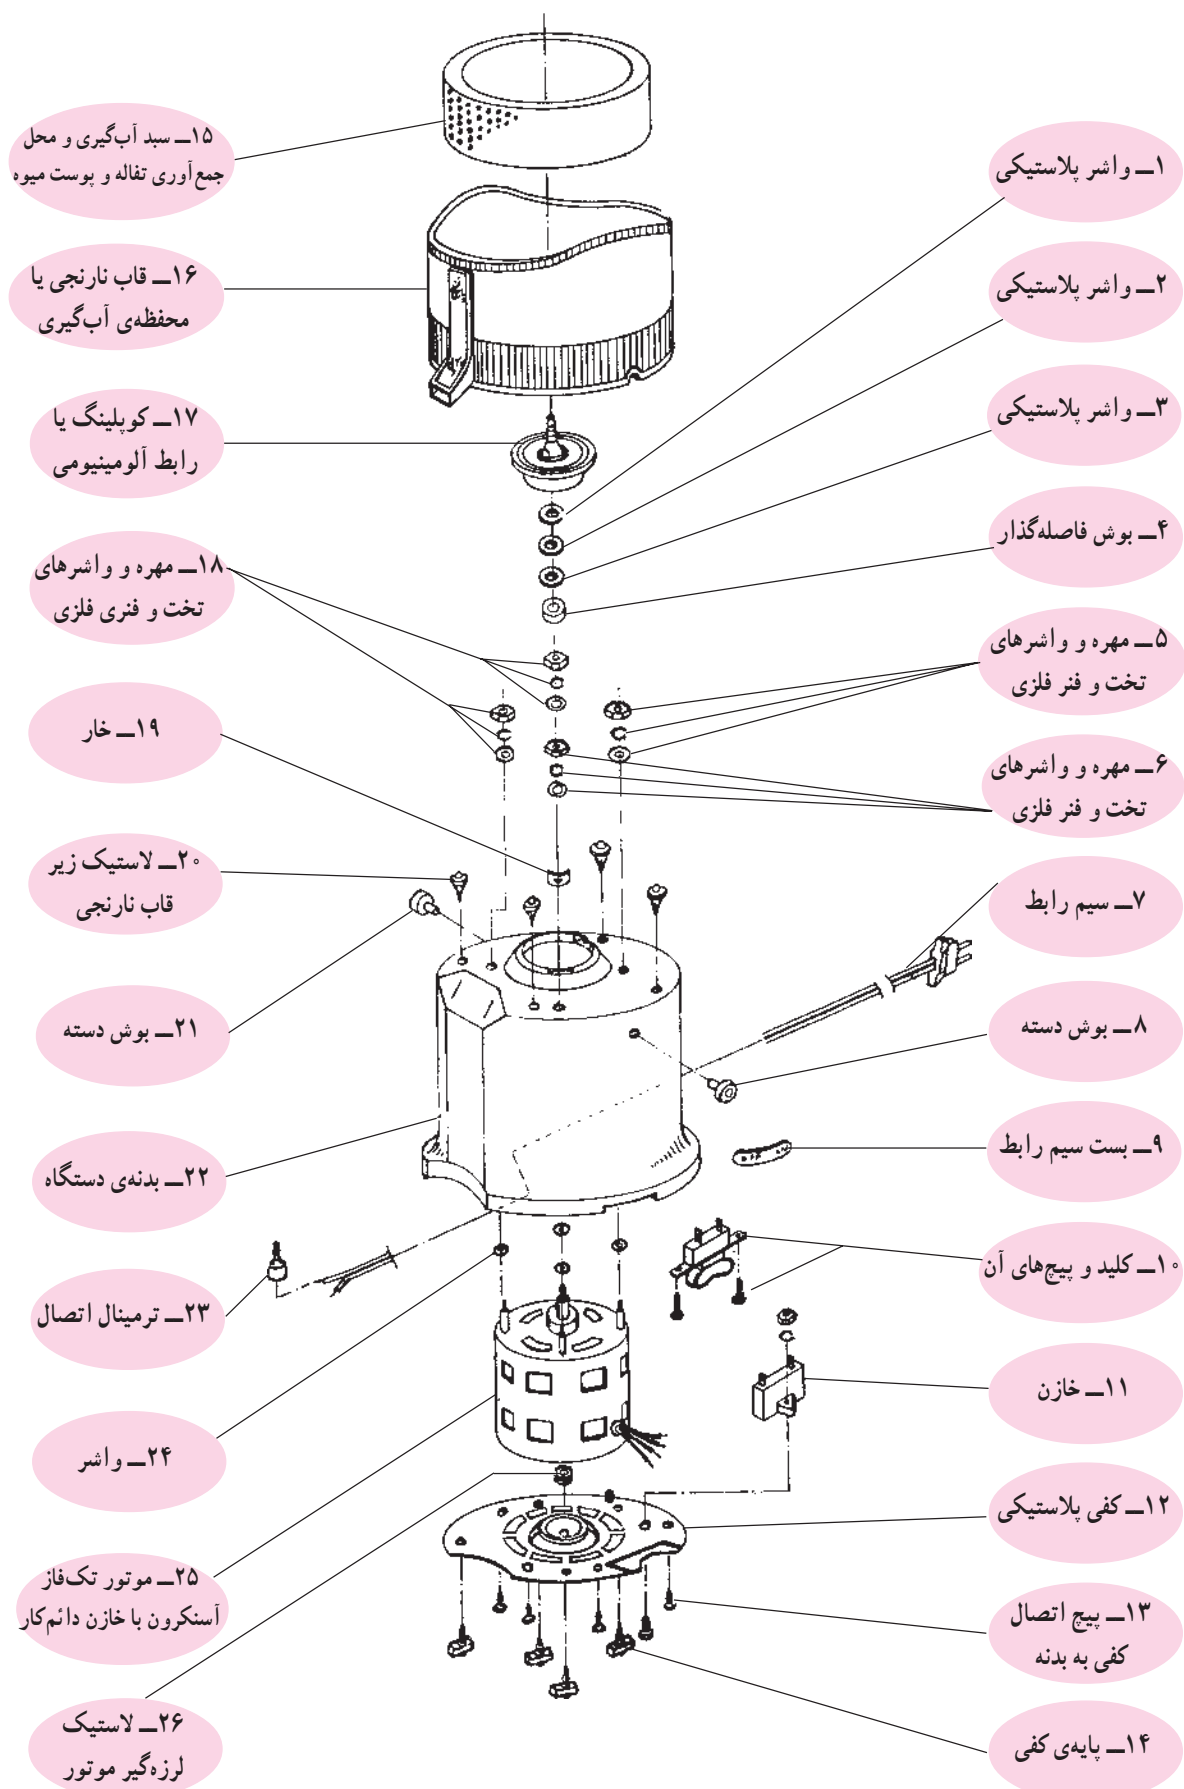 ۱ــ واشر پلاستیکی
۲ــ واشر پلاستیکی
۳ــ واشر پلاستیکی
۴ــ بوش فاصله‌گذار
۵ــ مهره و واشرهای
تخت و فنر فلزی
۶ــ مهره و واشرهای
تخت و فنر فلزی
۷ــ سیم رابط
۸ــ بوش دسته
۹ــ بست سیم رابط
۱۰ــ کلید و پیچ‌های آن
۱۱ــ خازن
۱۲ــ کفی پلاستیکی
۱۳ــ پیچ اتصال
کفی به بدنه
۱۴ــ پایه‌ی کفی
۱۵ــ سبد آب‌گیری و محل
جمع‌آوری تفاله و پوست میوه
۱۶ــ قاب نارنجی یا
محفظه‌ی آب‌گیری
۱۷ــ کوپلینگ یا
رابط آلومینیومی
۱۸ــ مهره و واشرهای
تخت و فنری فلزی
۱۹ــ خار
۲۰ــ لاستیک زیر
قاب نارنجی
۲۱ــ بوش دسته
۲۲ــ بدنه‌ی دستگاه
۲۳ــ ترمینال اتصال
۲۴ــ واشر
۲۵ــ موتور تک‌فاز
آسنکرون با خازن دائم‌کار
۲۶ــ لاستیک
لرزه‌گیر موتور